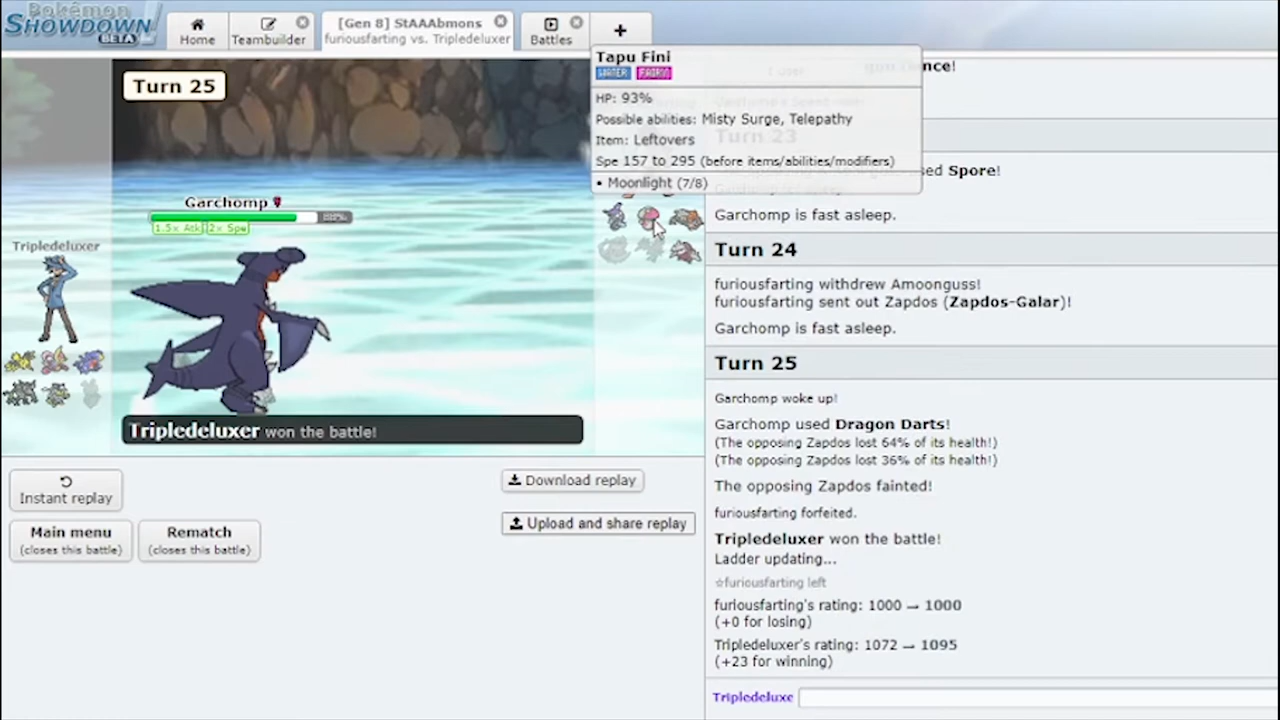 Pokémon
SHOWDOWN
BETA
Home
Teambuilder
[Gen 8] StAAAbmons
furiousfarting vs. Tripledeluxer
Battles
+
Tapu Fini
WATER FAIRY
HP: 93%
Possible abilities: Misty Surge, Telepathy
Item: Leftovers
Spe 157 to 295 (before items/abilities/modifiers)
• Moonlight (7/8)
Turn 25
Garchomp
1.5× Atk 2× Spe
Tripledeluxer
Tripledeluxer won the battle!
Instant replay
Download replay
Main menu
(closes this battle)
Rematch
(closes this battle)
Upload and share replay
Turn 23
used Spore!
Garchomp is fast asleep.
Turn 24
furiousfarting withdrew Amoonguss!
furiousfarting sent out Zapdos (Zapdos-Galar)!
Garchomp is fast asleep.
Turn 25
Garchomp woke up!
Garchomp used Dragon Darts!
(The opposing Zapdos lost 64% of its health!)
(The opposing Zapdos lost 36% of its health!)
The opposing Zapdos fainted!
furiousfarting forfeited.
Tripledeluxer won the battle!
Ladder updating...
☆furiousfarting left
furiousfarting's rating: 1000 → 1000
(+0 for losing)
Tripledeluxer's rating: 1072 → 1095
(+23 for winning)
Tripledeluxe